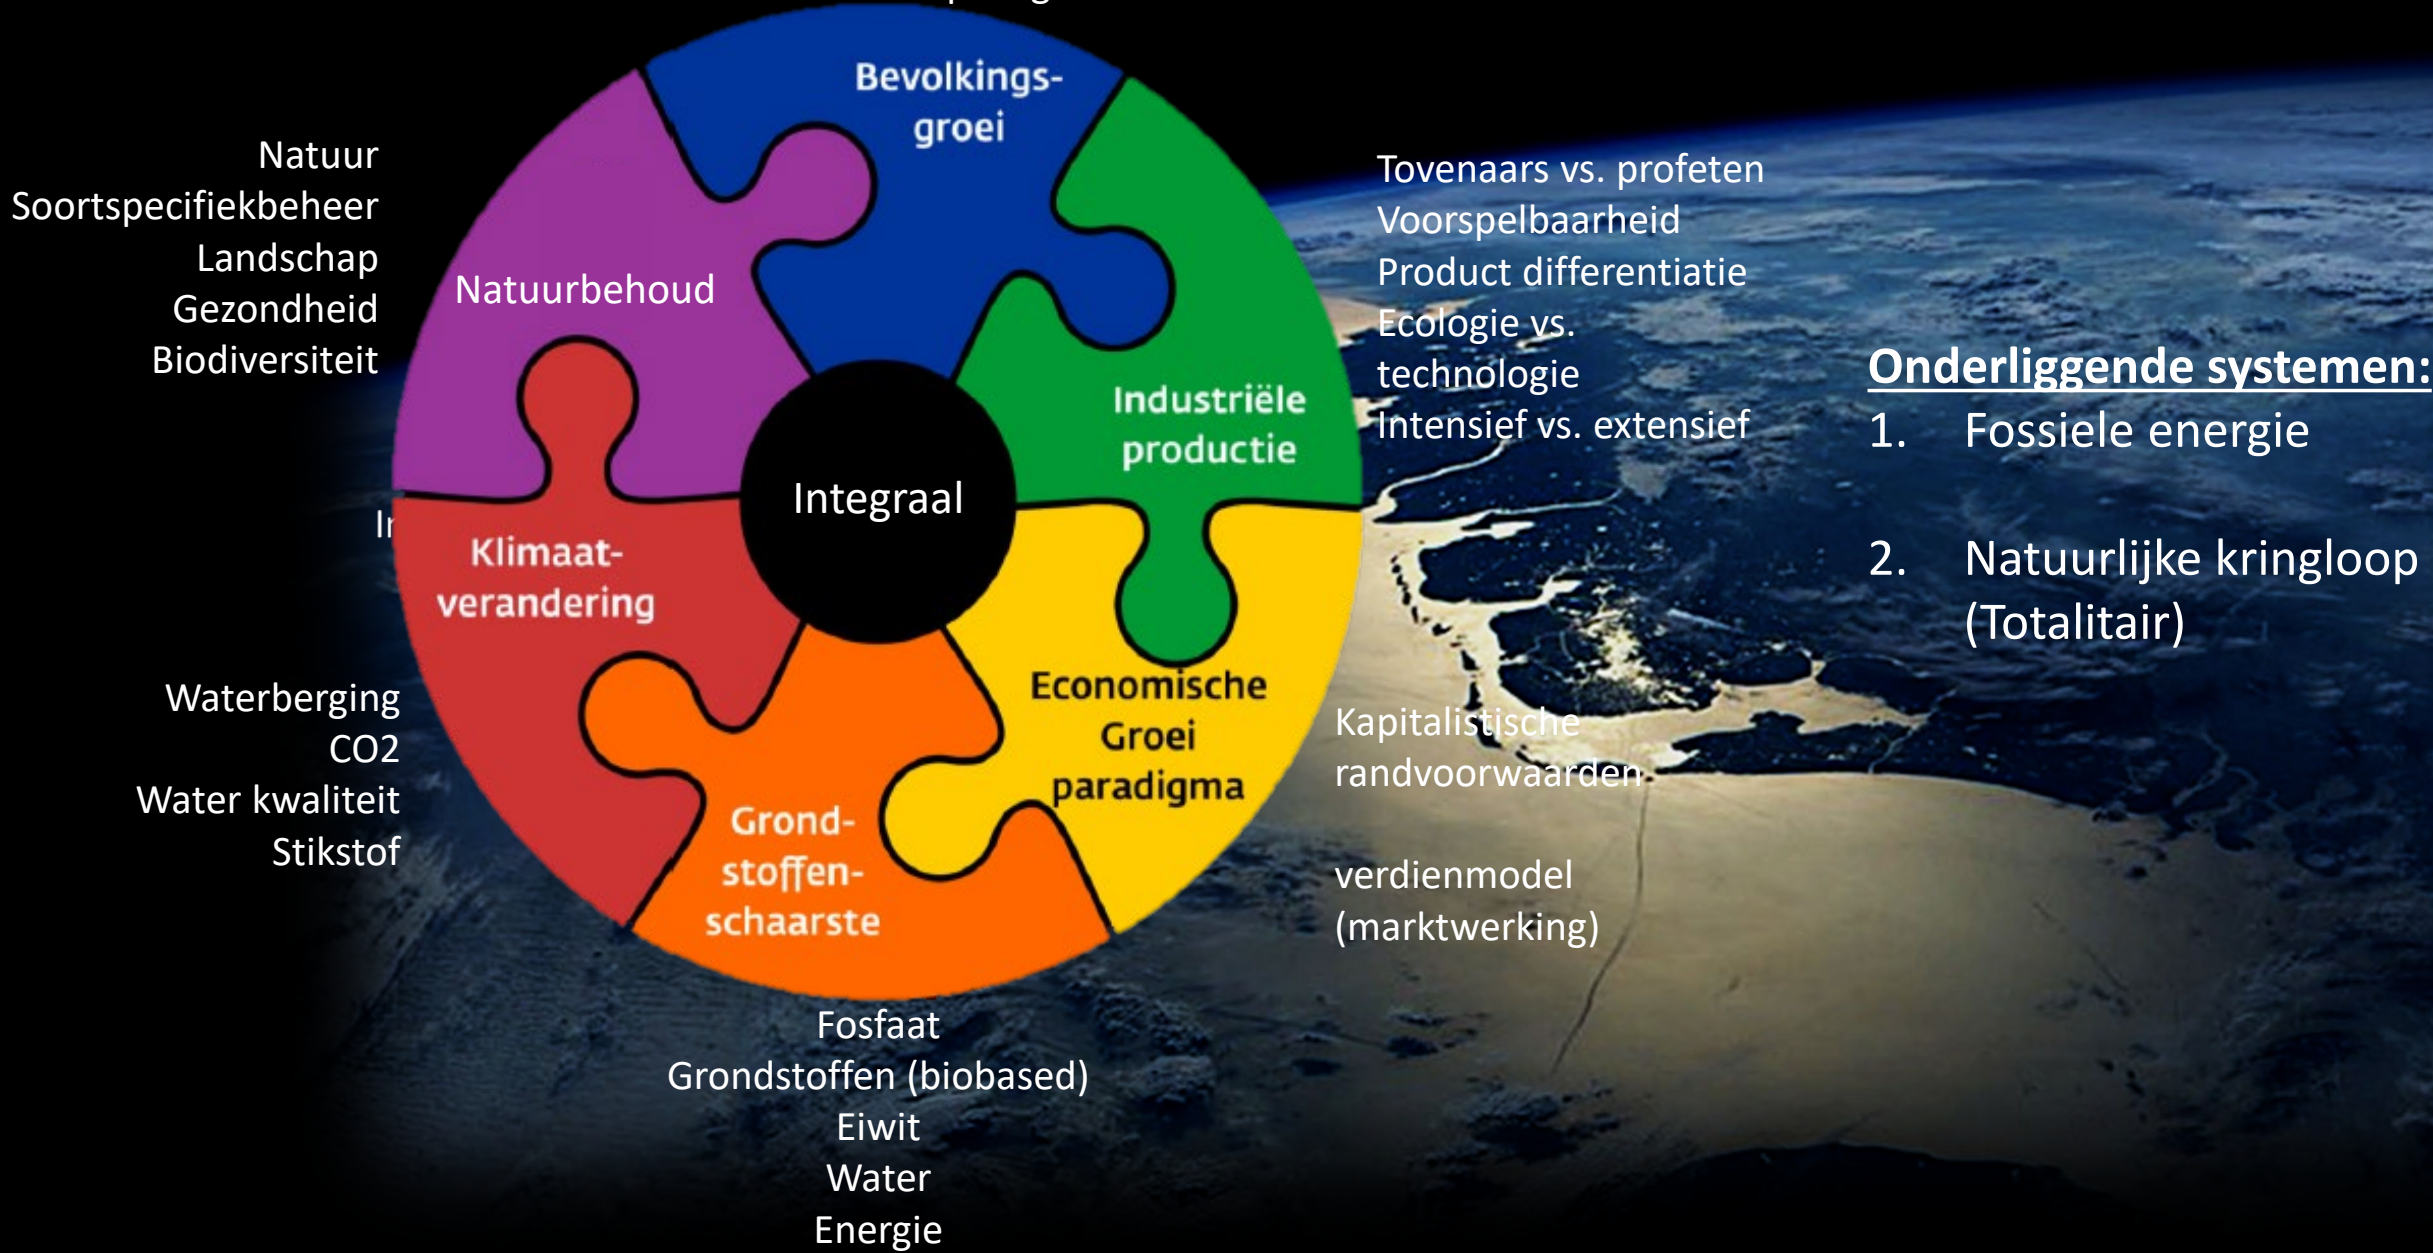 Bevolkings-
groei
Natuur
Soortspecifiekbeheer
Landschap
Gezondheid
Biodiversiteit
Natuurbehoud
Tovenaars vs. profeten
Voorspelbaarheid
Product differentiatie
Ecologie vs.
technologie
Intensief vs. extensief
Industriële
productie
Onderliggende systemen:
1. Fossiele energie
2. Natuurlijke kringloop
(Totalitair)
Integraal
Klimaat-
verandering
Waterberging
CO2
Water kwaliteit
Stikstof
Economische
Groei
paradigma
Kapitalistische
randvoorwaarden
verdienmodel
(marktwerking)
Grond-
stoffen-
schaarste
Fosfaat
Grondstoffen (biobased)
Eiwit
Water
Energie